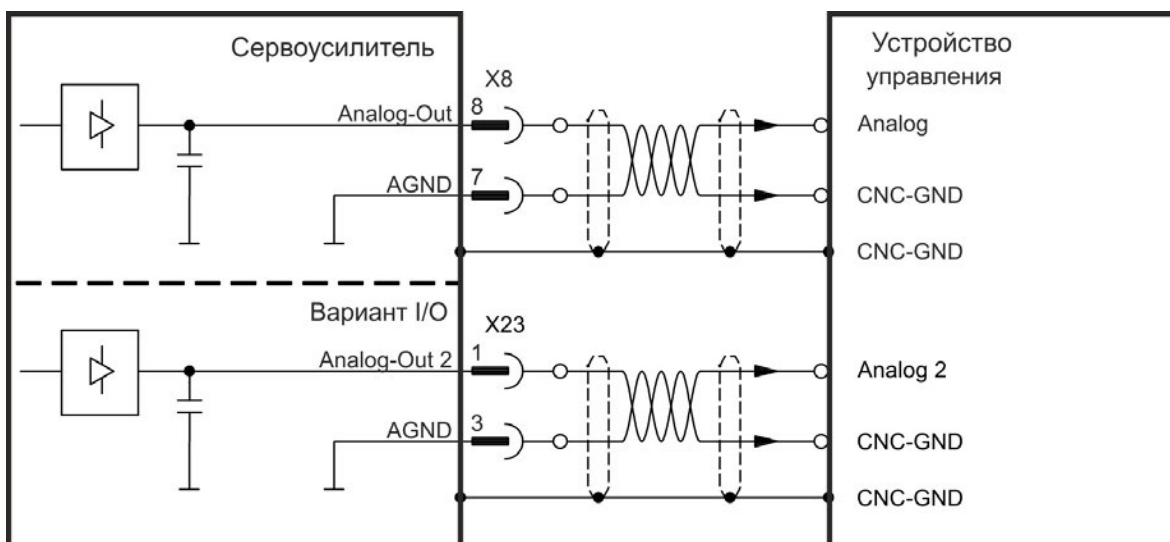 Сервоусилитель
Устройство
управления
X8
Analog-Out
8
Analog
AGND
7
CNC-GND
CNC-GND
Вариант I/O
X23
Analog-Out 2
1
Analog 2
AGND
3
CNC-GND
CNC-GND